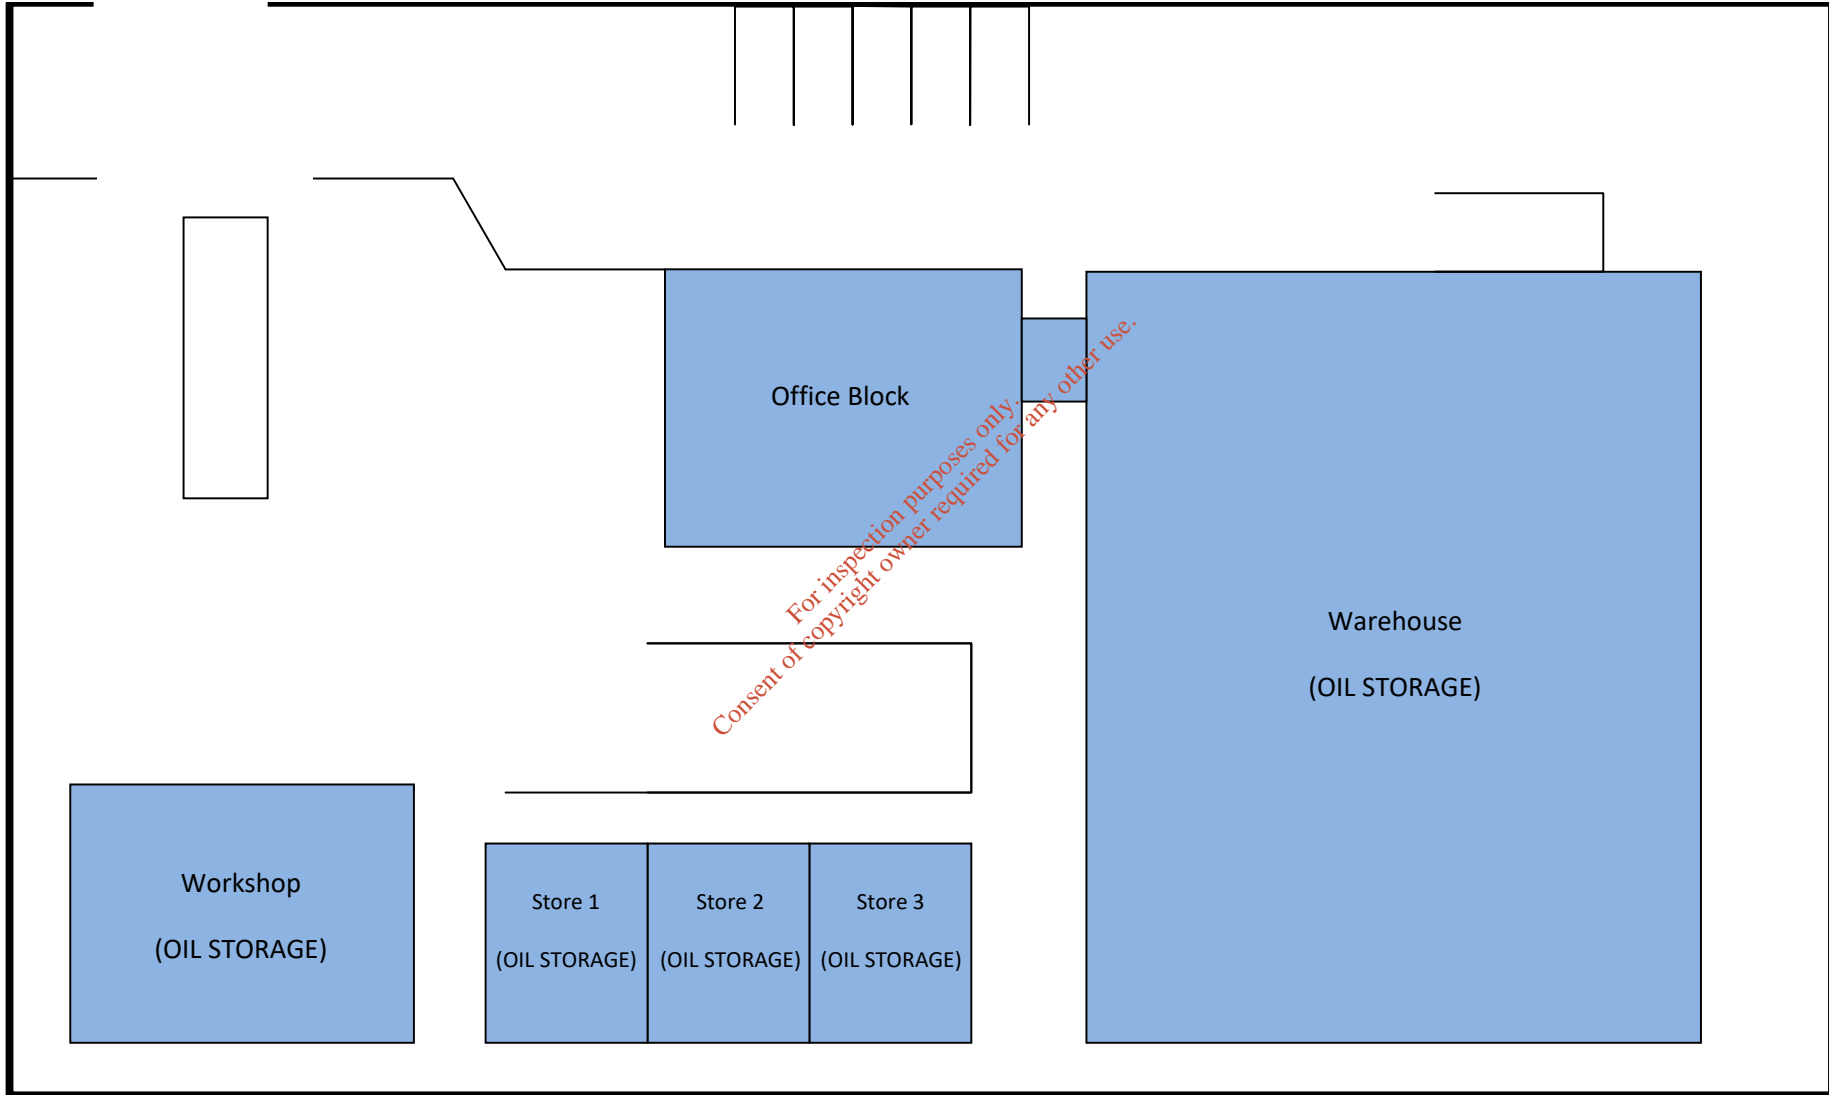 Office Block
For inspection purposes only.
Consent of copyright owner required for any other use.
Warehouse
(OIL STORAGE)
Workshop
(OIL STORAGE)
Store 1
(OIL STORAGE)
Store 2
(OIL STORAGE)
Store 3
(OIL STORAGE)